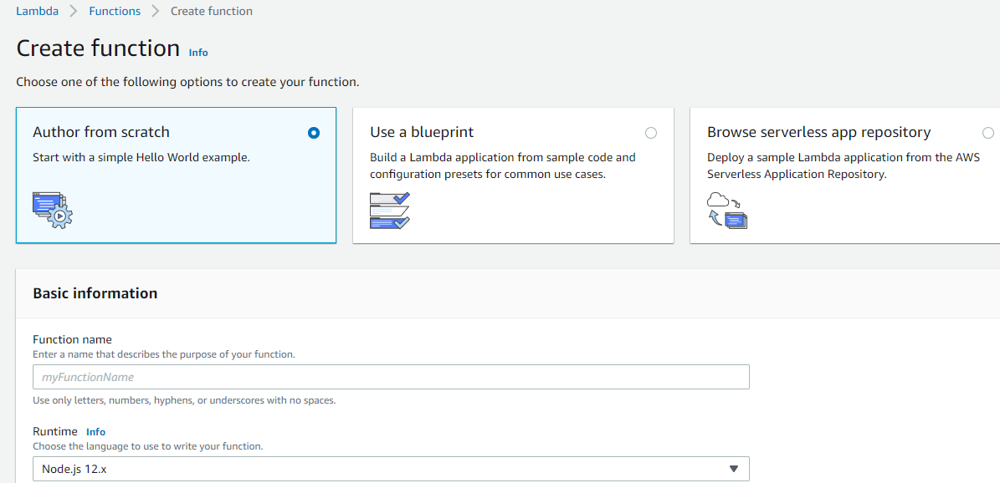 Lambda > Functions > Create function
Create function Info
Choose one of the following options to create your function.
Author from scratch
Start with a simple Hello World example.
Use a blueprint
Build a Lambda application from sample code and
configuration presets for common use cases.
Browse serverless app repository
Deploy a sample Lambda application from the AWS
Serverless Application Repository.
Basic information
Function name
Enter a name that describes the purpose of your function.
myFunctionName
Use only letters, numbers, hyphens, or underscores with no spaces.
Runtime Info
Choose the language to use to write your function.
Node.js 12.x